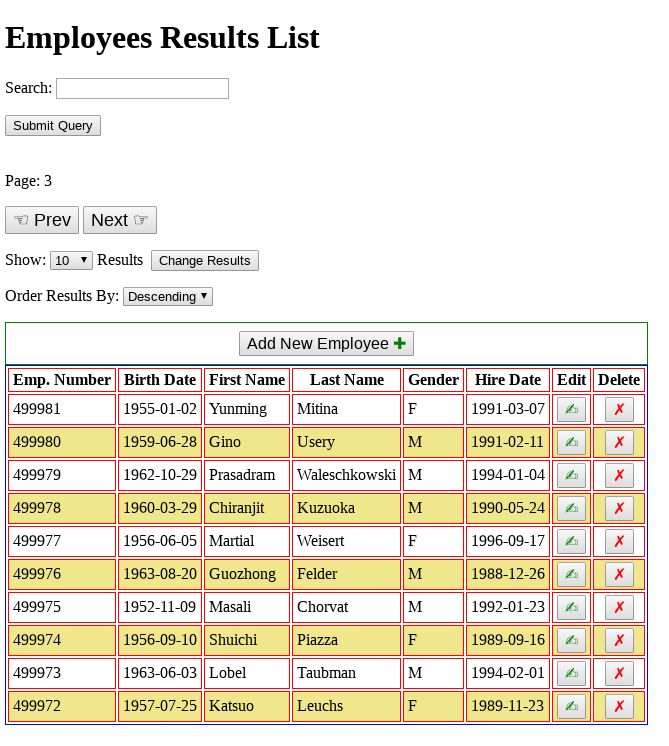 Employees Results List
Search:
Submit Query
Page: 3
☜ Prev Next ☞
Show: 10 ▼ Results Change Results
Order Results By: Descending ▼
Add New Employee ✚
Emp. Number Birth Date First Name Last Name Gender Hire Date Edit Delete
499981 1955-01-02 Yunming Mitina F 1991-03-07 ✍ ✗
499980 1959-06-28 Gino Usery M 1991-02-11 ✍ ✗
499979 1962-10-29 Prasadram Waleschkowski M 1994-01-04 ✍ ✗
499978 1960-03-29 Chiranjit Kuzuoka M 1990-05-24 ✍ ✗
499977 1956-06-05 Martial Weisert F 1996-09-17 ✍ ✗
499976 1963-08-20 Guozhong Felder M 1988-12-26 ✍ ✗
499975 1952-11-09 Masali Chorvat M 1992-01-23 ✍ ✗
499974 1956-09-10 Shuichi Piazza F 1989-09-16 ✍ ✗
499973 1963-06-03 Lobel Taubman M 1994-02-01 ✍ ✗
499972 1957-07-25 Katsuo Leuchs F 1989-11-23 ✍ ✗